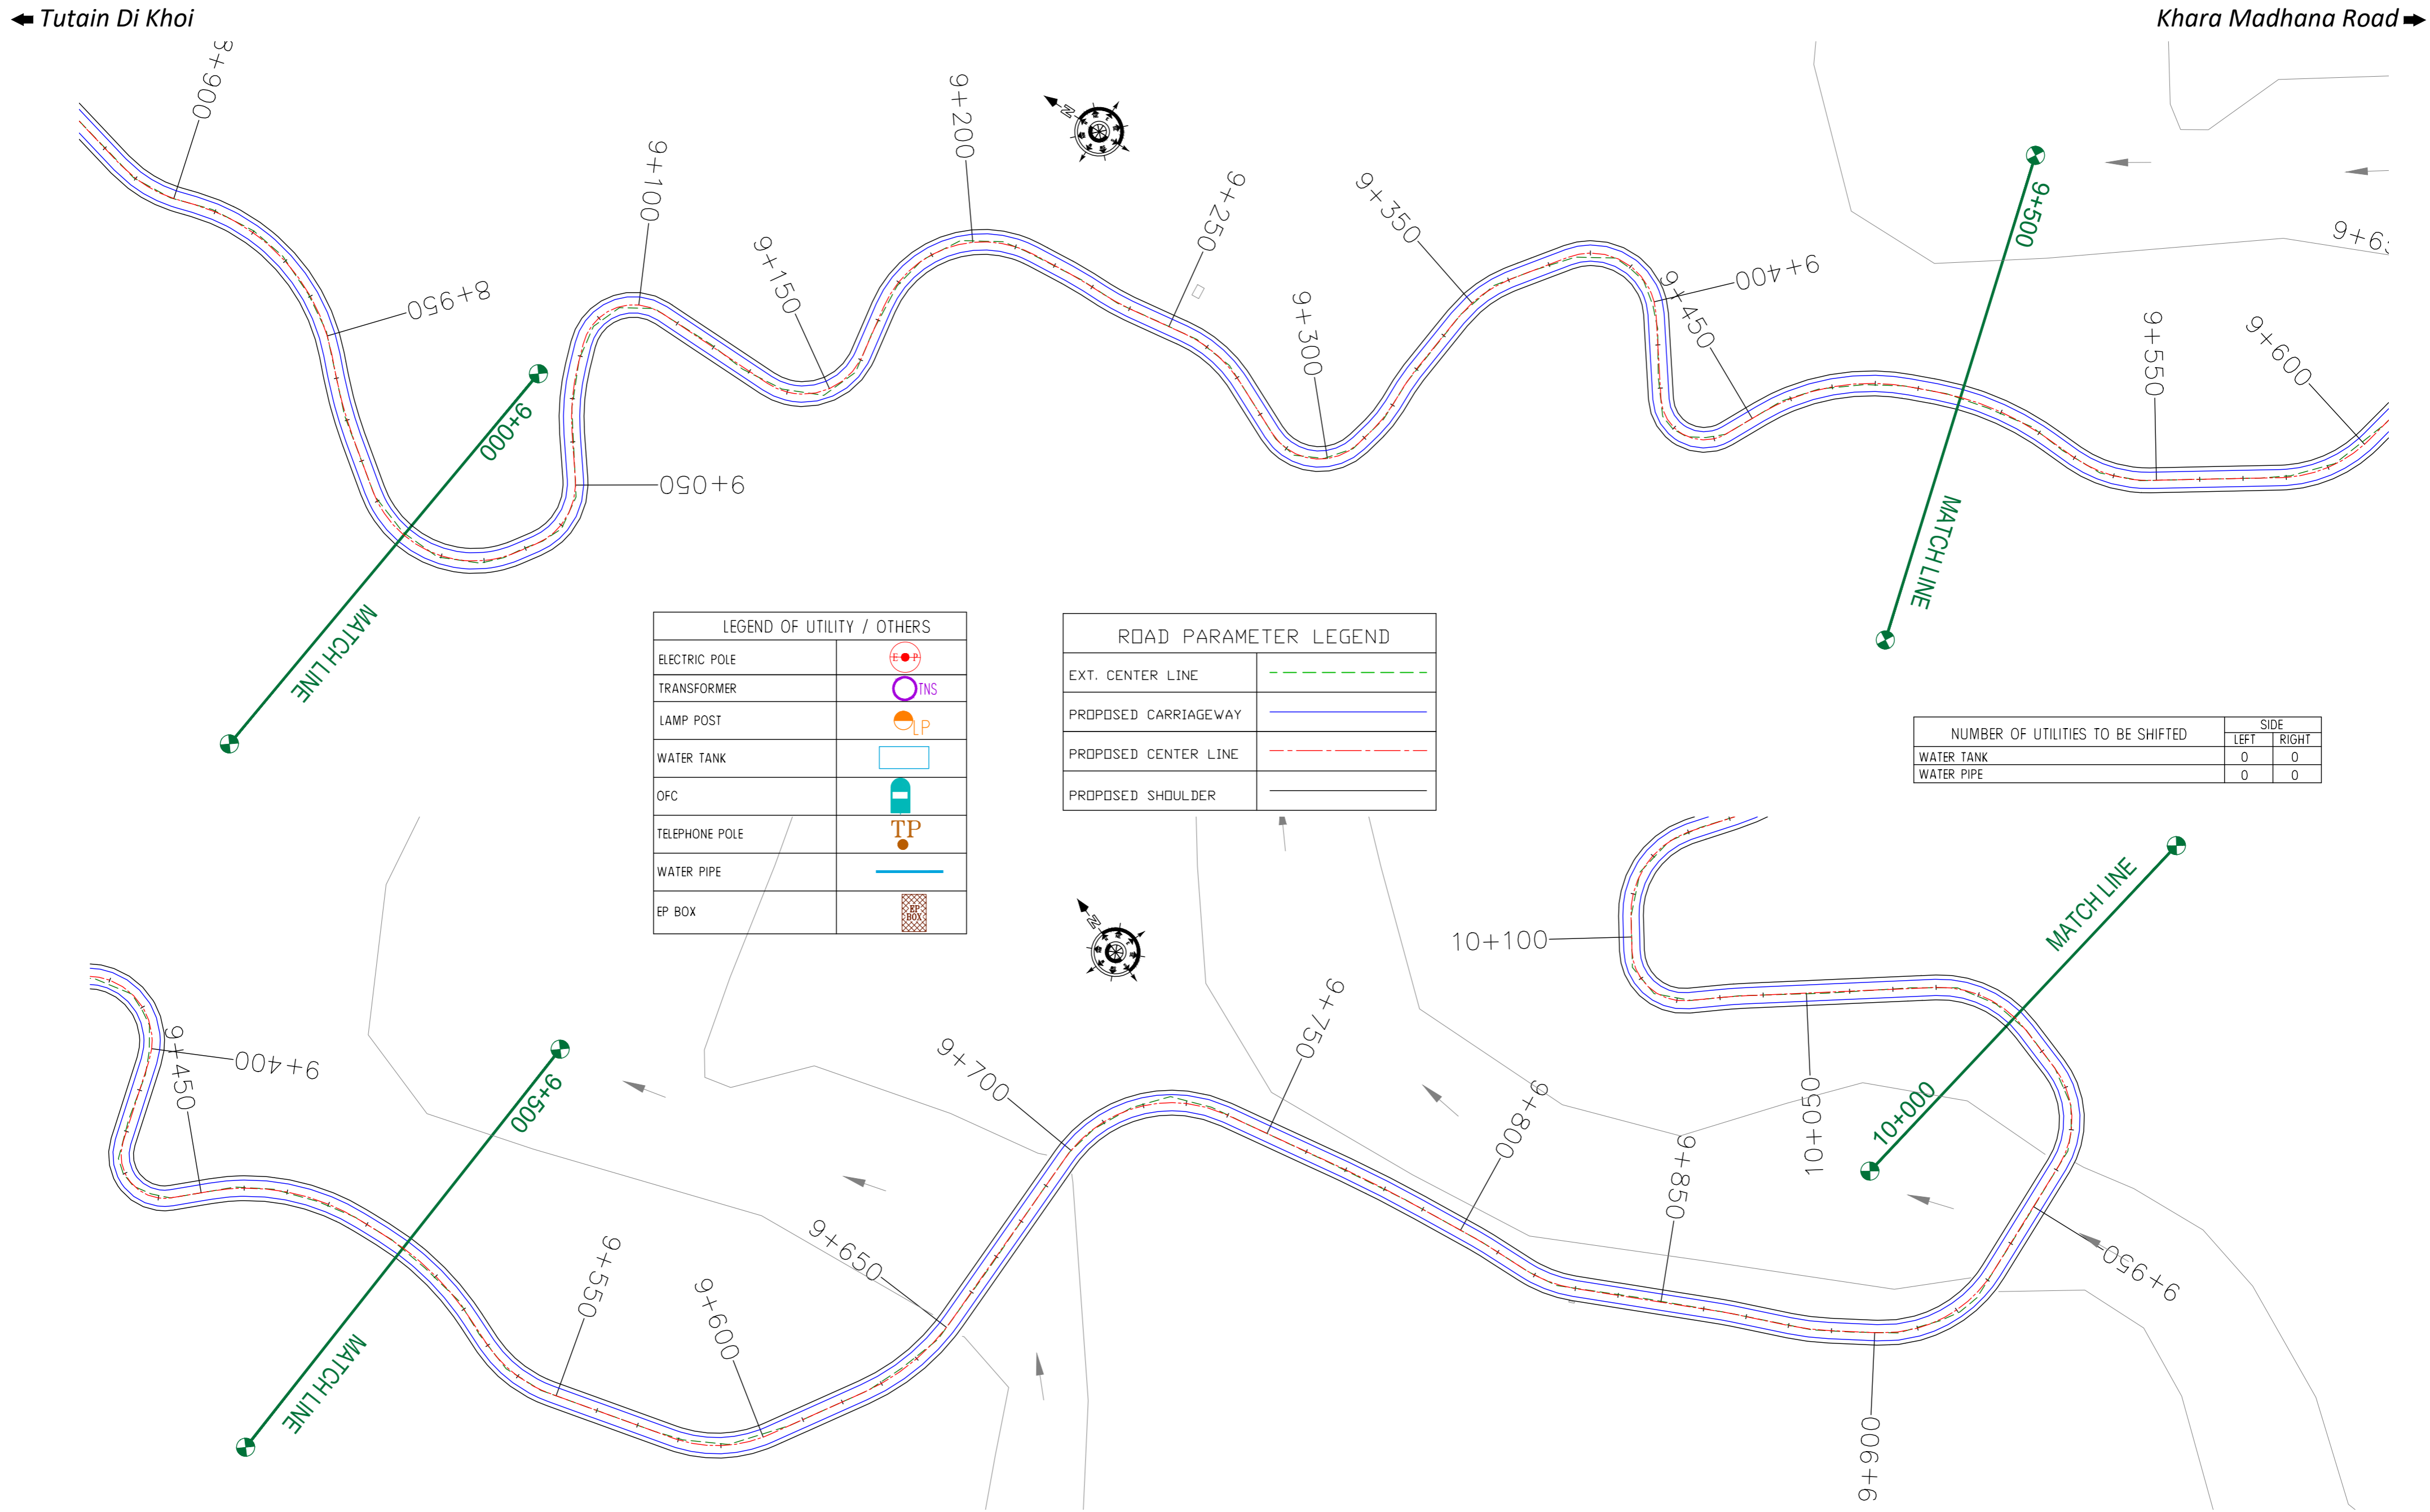 Tutain Di Khoi
Khara Madhana Road
8+900
8+950
9+000
MATCH LINE
9+050
9+100
9+150
9+200
N
9+250
9+300
9+350
9+400
9+450
9+500
MATCH LINE
9+550
9+600
LEGEND OF UTILITY / OTHERS
ELECTRIC POLE E P
TRANSFORMER TNS
LAMP POST LP
WATER TANK
OFC
TELEPHONE POLE TP
WATER PIPE
EP BOX EP BOX
ROAD PARAMETER LEGEND
EXT. CENTER LINE
PROPOSED CARRIAGEWAY
PROPOSED CENTER LINE
PROPOSED SHOULDER
NUMBER OF UTILITIES TO BE SHIFTED SIDE
LEFT RIGHT
WATER TANK 0 0
WATER PIPE 0 0
9+400
9+450
9+500
MATCH LINE
9+550
9+600
9+650
9+700
N
9+750
9+800
9+850
9+900
9+950
10+000
MATCH LINE
10+050
10+100